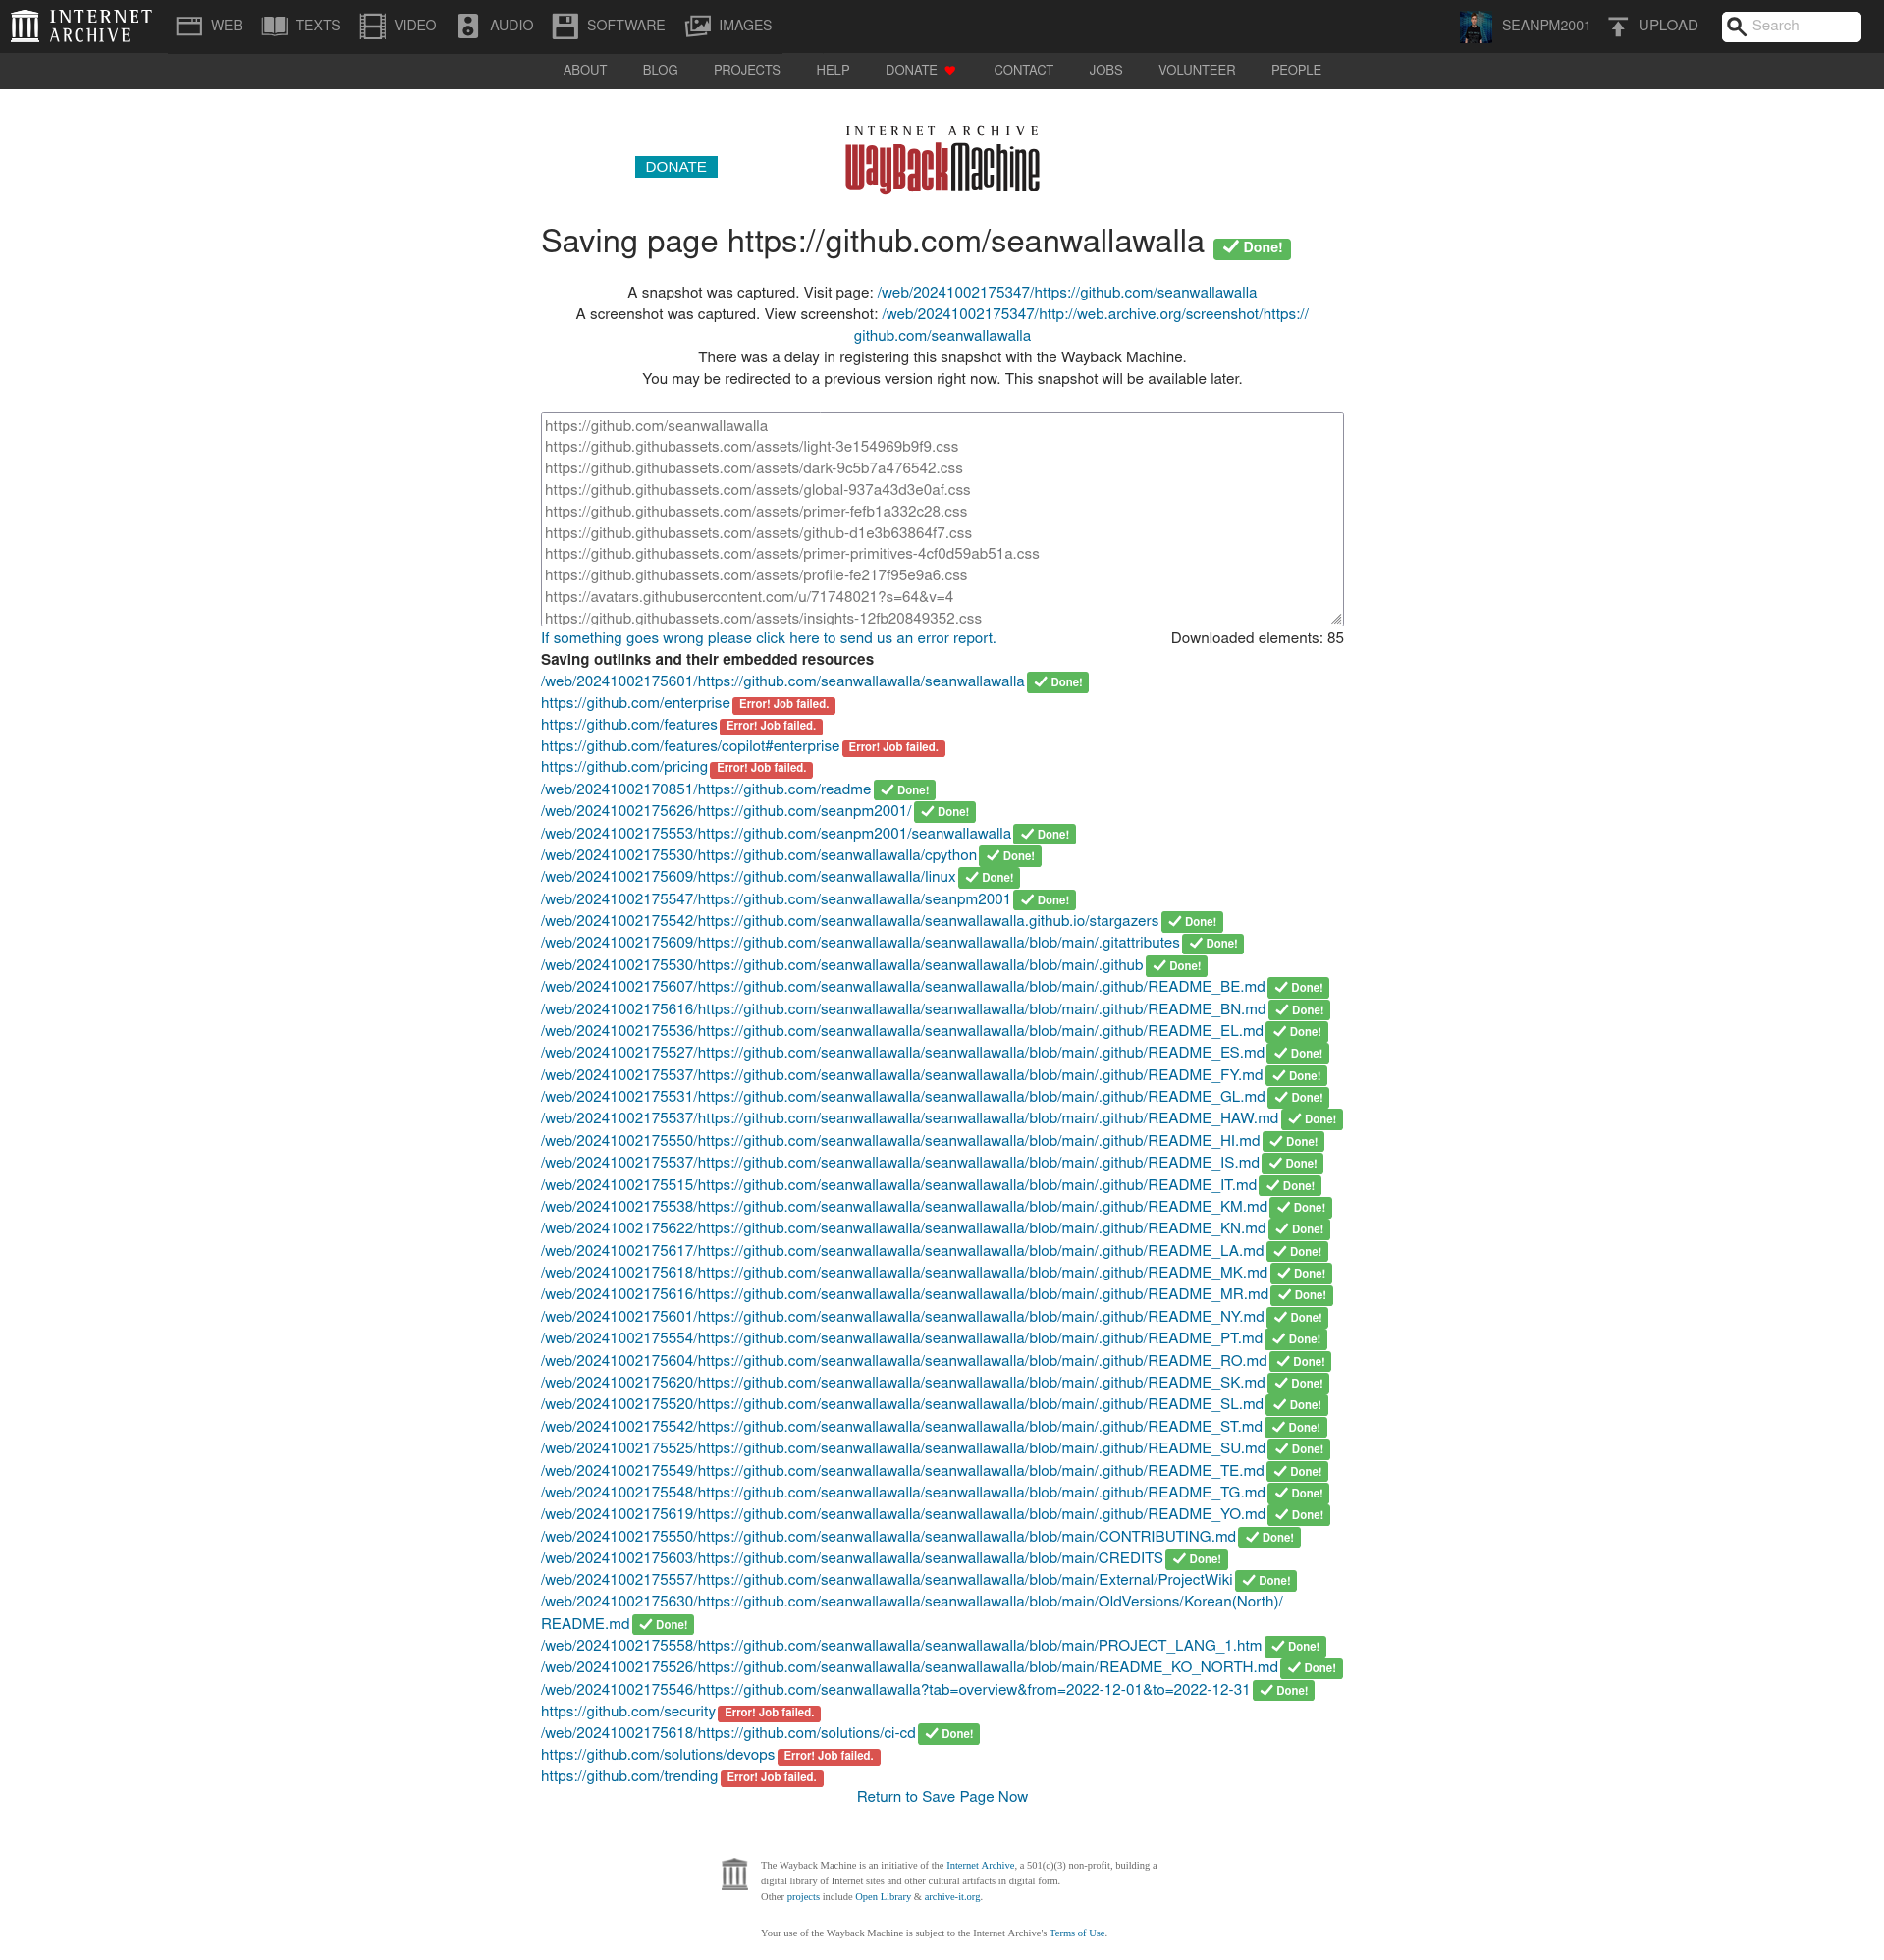 INTERNET ARCHIVE WEB TEXTS VIDEO AUDIO SOFTWARE IMAGES SEANPM2001 UPLOAD Search
ABOUT BLOG PROJECTS HELP DONATE CONTACT JOBS VOLUNTEER PEOPLE
INTERNET ARCHIVE
DONATE WayBackMachine
Saving page https://github.com/seanwallawalla Done!
A snapshot was captured. Visit page: /web/20241002175347/https://github.com/seanwallawalla
A screenshot was captured. View screenshot: /web/20241002175347/http://web.archive.org/screenshot/https://
github.com/seanwallawalla
There was a delay in registering this snapshot with the Wayback Machine.
You may be redirected to a previous version right now. This snapshot will be available later.
https://github.com/seanwallawalla
https://github.githubassets.com/assets/light-3e154969b9f9.css
https://github.githubassets.com/assets/dark-9c5b7a476542.css
https://github.githubassets.com/assets/global-937a43d3e0af.css
https://github.githubassets.com/assets/primer-fefb1a332c28.css
https://github.githubassets.com/assets/github-d1e3b63864f7.css
https://github.githubassets.com/assets/primer-primitives-4cf0d59ab51a.css
https://github.githubassets.com/assets/profile-fe217f95e9a6.css
https://avatars.githubusercontent.com/u/71748021?s=64&v=4
https://github.githubassets.com/assets/insights-12fb20849352.css
If something goes wrong please click here to send us an error report. Downloaded elements: 85
Saving outlinks and their embedded resources
/web/20241002175601/https://github.com/seanwallawalla/seanwallawalla Done!
https://github.com/enterprise Error! Job failed.
https://github.com/features Error! Job failed.
https://github.com/features/copilot#enterprise Error! Job failed.
https://github.com/pricing Error! Job failed.
/web/20241002170851/https://github.com/readme Done!
/web/20241002175626/https://github.com/seanpm2001/ Done!
/web/20241002175553/https://github.com/seanpm2001/seanwallawalla Done!
/web/20241002175530/https://github.com/seanwallawalla/cpython Done!
/web/20241002175609/https://github.com/seanwallawalla/linux Done!
/web/20241002175547/https://github.com/seanwallawalla/seanpm2001 Done!
/web/20241002175542/https://github.com/seanwallawalla/seanwallawalla.github.io/stargazers Done!
/web/20241002175609/https://github.com/seanwallawalla/seanwallawalla/blob/main/.gitattributes Done!
/web/20241002175530/https://github.com/seanwallawalla/seanwallawalla/blob/main/.github Done!
/web/20241002175607/https://github.com/seanwallawalla/seanwallawalla/blob/main/.github/README_BE.md Done!
/web/20241002175616/https://github.com/seanwallawalla/seanwallawalla/blob/main/.github/README_BN.md Done!
/web/20241002175536/https://github.com/seanwallawalla/seanwallawalla/blob/main/.github/README_EL.md Done!
/web/20241002175527/https://github.com/seanwallawalla/seanwallawalla/blob/main/.github/README_ES.md Done!
/web/20241002175537/https://github.com/seanwallawalla/seanwallawalla/blob/main/.github/README_FY.md Done!
/web/20241002175531/https://github.com/seanwallawalla/seanwallawalla/blob/main/.github/README_GL.md Done!
/web/20241002175537/https://github.com/seanwallawalla/seanwallawalla/blob/main/.github/README_HAW.md Done!
/web/20241002175550/https://github.com/seanwallawalla/seanwallawalla/blob/main/.github/README_HI.md Done!
/web/20241002175537/https://github.com/seanwallawalla/seanwallawalla/blob/main/.github/README_IS.md Done!
/web/20241002175515/https://github.com/seanwallawalla/seanwallawalla/blob/main/.github/README_IT.md Done!
/web/20241002175538/https://github.com/seanwallawalla/seanwallawalla/blob/main/.github/README_KM.md Done!
/web/20241002175622/https://github.com/seanwallawalla/seanwallawalla/blob/main/.github/README_KN.md Done!
/web/20241002175617/https://github.com/seanwallawalla/seanwallawalla/blob/main/.github/README_LA.md Done!
/web/20241002175618/https://github.com/seanwallawalla/seanwallawalla/blob/main/.github/README_MK.md Done!
/web/20241002175616/https://github.com/seanwallawalla/seanwallawalla/blob/main/.github/README_MR.md Done!
/web/20241002175601/https://github.com/seanwallawalla/seanwallawalla/blob/main/.github/README_NY.md Done!
/web/20241002175554/https://github.com/seanwallawalla/seanwallawalla/blob/main/.github/README_PT.md Done!
/web/20241002175604/https://github.com/seanwallawalla/seanwallawalla/blob/main/.github/README_RO.md Done!
/web/20241002175620/https://github.com/seanwallawalla/seanwallawalla/blob/main/.github/README_SK.md Done!
/web/20241002175520/https://github.com/seanwallawalla/seanwallawalla/blob/main/.github/README_SL.md Done!
/web/20241002175542/https://github.com/seanwallawalla/seanwallawalla/blob/main/.github/README_ST.md Done!
/web/20241002175525/https://github.com/seanwallawalla/seanwallawalla/blob/main/.github/README_SU.md Done!
/web/20241002175549/https://github.com/seanwallawalla/seanwallawalla/blob/main/.github/README_TE.md Done!
/web/20241002175548/https://github.com/seanwallawalla/seanwallawalla/blob/main/.github/README_TG.md Done!
/web/20241002175619/https://github.com/seanwallawalla/seanwallawalla/blob/main/.github/README_YO.md Done!
/web/20241002175550/https://github.com/seanwallawalla/seanwallawalla/blob/main/CONTRIBUTING.md Done!
/web/20241002175603/https://github.com/seanwallawalla/seanwallawalla/blob/main/CREDITS Done!
/web/20241002175557/https://github.com/seanwallawalla/seanwallawalla/blob/main/External/ProjectWiki Done!
/web/20241002175630/https://github.com/seanwallawalla/seanwallawalla/blob/main/OldVersions/Korean(North)/
README.md Done!
/web/20241002175558/https://github.com/seanwallawalla/seanwallawalla/blob/main/PROJECT_LANG_1.htm Done!
/web/20241002175526/https://github.com/seanwallawalla/seanwallawalla/blob/main/README_KO_NORTH.md Done!
/web/20241002175546/https://github.com/seanwallawalla?tab=overview&from=2022-12-01&to=2022-12-31 Done!
https://github.com/security Error! Job failed.
/web/20241002175618/https://github.com/solutions/ci-cd Done!
https://github.com/solutions/devops Error! Job failed.
https://github.com/trending Error! Job failed.
Return to Save Page Now
The Wayback Machine is an initiative of the Internet Archive, a 501(c)(3) non-profit, building a
digital library of Internet sites and other cultural artifacts in digital form.
Other projects include Open Library & archive-it.org.
Your use of the Wayback Machine is subject to the Internet Archive's Terms of Use.